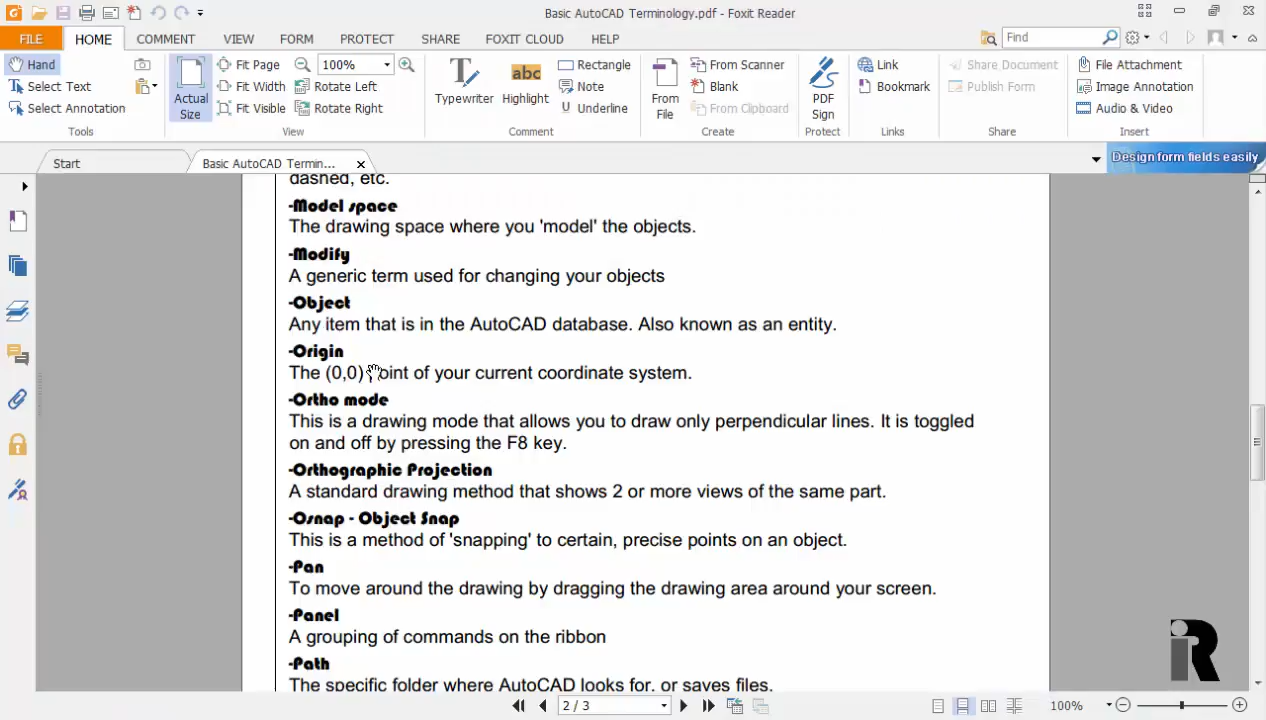 Basic AutoCAD Terminology.pdf - Foxit Reader
FILE HOME COMMENT VIEW FORM PROTECT SHARE FOXIT CLOUD HELP Find
Hand Fit Page 100% Rectangle From Scanner Link Share Document File Attachment
Select Text Fit Width Rotate Left Note Blank Bookmark Publish Form Image Annotation
Select Annotation Actual Size Fit Visible Rotate Right Typewriter abc Highlight Underline From File From Clipboard PDF Sign Audio & Video
Tools View Comment Create Protect Links Share Insert
Start Basic AutoCAD Termin... Design form fields easily
dashed, etc.
-Model space
The drawing space where you 'model' the objects.
-Modify
A generic term used for changing your objects
-Object
Any item that is in the AutoCAD database. Also known as an entity.
-Origin
The (0,0) point of your current coordinate system.
-Ortho mode
This is a drawing mode that allows you to draw only perpendicular lines. It is toggled
on and off by pressing the F8 key.
-Orthographic Projection
A standard drawing method that shows 2 or more views of the same part.
-Osnap - Object Snap
This is a method of 'snapping' to certain, precise points on an object.
-Pan
To move around the drawing by dragging the drawing area around your screen.
-Panel
A grouping of commands on the ribbon
-Path
The specific folder where AutoCAD looks for, or saves files.
iR
2 / 3 100%